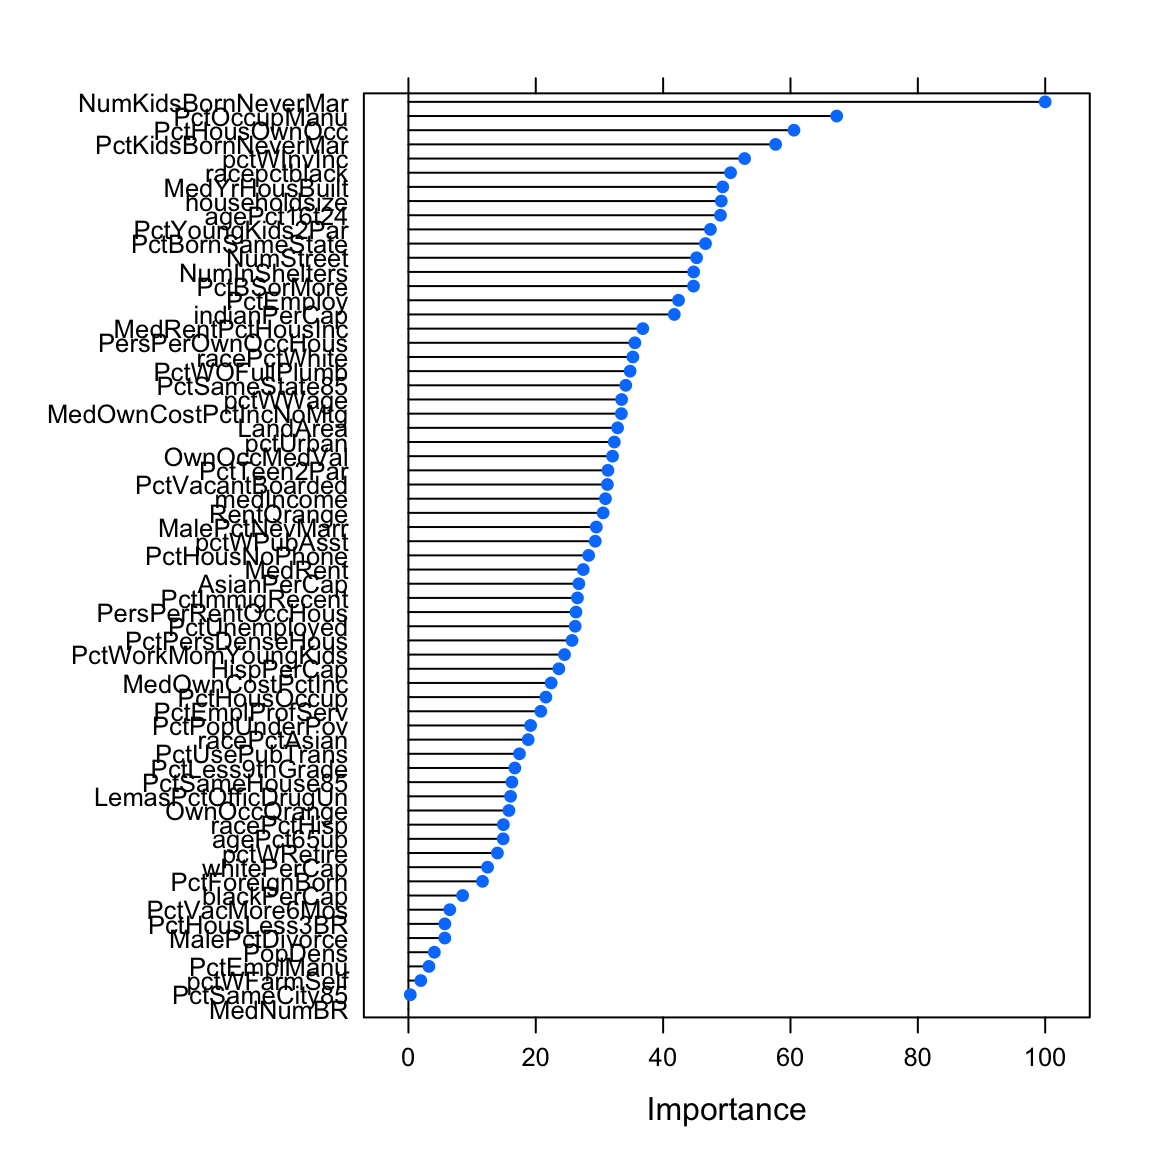 NumKidsBornNeverMar
PctOccupManu
PctHousOwnOcc
PctKidsBornNeverMar
pctWInvInc
racepctblack
MedYrHousBuilt
householdsize
agePct16t24
PctYoungKids2Par
PctBornSameState
NumStreet
NumInShelters
PctBSorMore
PctEmploy
indianPerCap
MedRentPctHousInc
PersPerOwnOccHous
racePctWhite
PctWOFullPlumb
PctSameState85
pctWWage
MedOwnCostPctIncNoMtg
LandArea
pctUrban
OwnOccMedVal
PctTeen2Par
PctVacantBoarded
medIncome
RentQrange
MalePctNevMarr
pctWPubAsst
PctHousNoPhone
MedRent
AsianPerCap
PctImmigRecent
PersPerRentOccHous
PctUnemployed
PctPersDenseHous
PctWorkMomYoungKids
HispPerCap
MedOwnCostPctInc
PctHousOccup
PctEmplProfServ
PctPopUnderPov
racePctAsian
PctUsePubTrans
PctLess9thGrade
PctSameHouse85
LemasPctOfficDrugUn
OwnOccQrange
racePctHisp
agePct65up
pctWRetire
whitePerCap
PctForeignBorn
blackPerCap
PctVacMore6Mos
PctHousLess3BR
MalePctDivorce
PopDens
PctEmplManu
pctWFarmSelf
PctSameCity85
MedNumBR
0 20 40 60 80 100
Importance